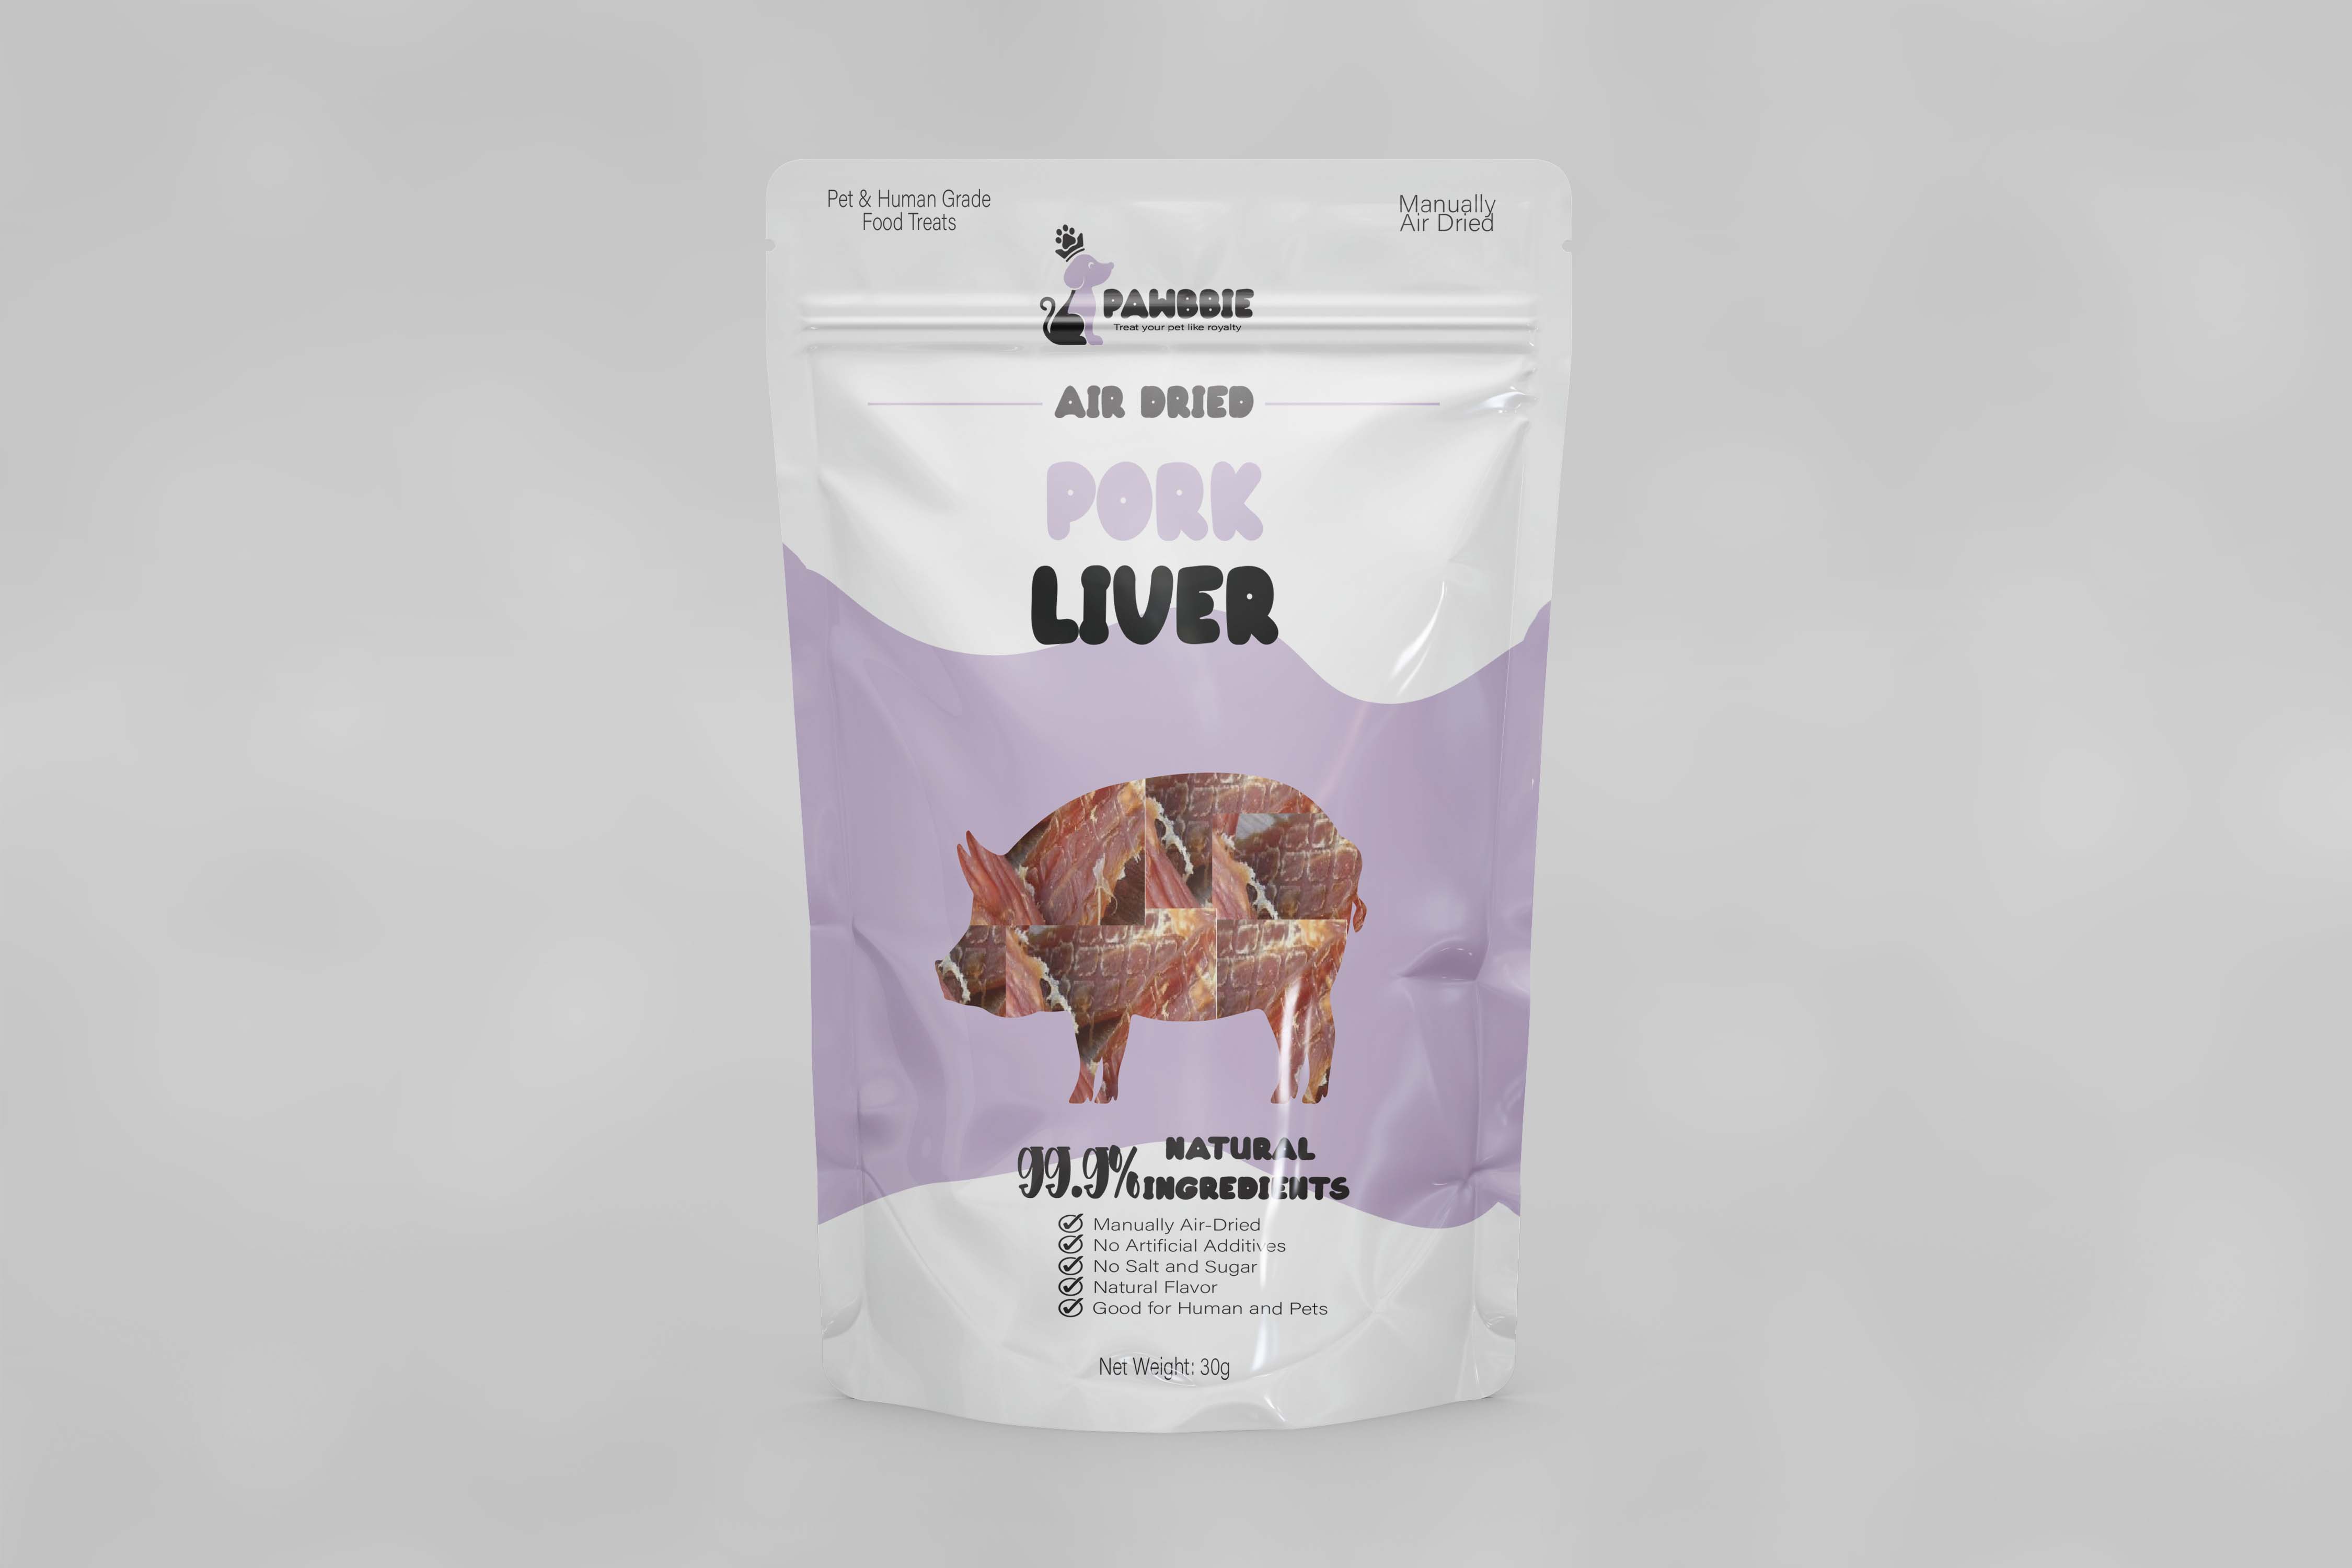 Pet & Human Grade
Food Treats
Manually
Air Dried
PAWBBIE
Treat your pet like royalty
AIR DRIED
PORK
LIVER
99.9% NATURAL
INGREDIENTS
Manually Air-Dried
No Artificial Additives
No Salt and Sugar
Natural Flavor
Good for Human and Pets
Net Weight: 30g